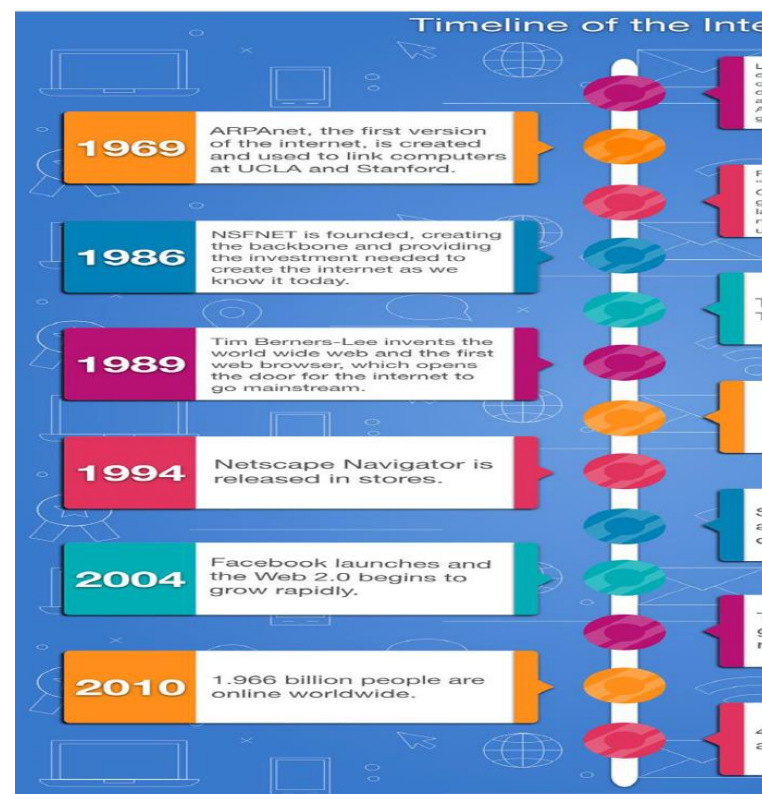 Timeline of the Inte
1969
ARPAnet, the first version
of the internet, is created
and used to link computers
at UCLA and Stanford.
1986
NSFNET is founded, creating
the backbone and providing
the investment needed to
create the internet as we
know it today.
1989
Tim Berners-Lee invents the
world wide web and the first
web browser, which opens
the door for the internet to
go mainstream.
1994
Netscape Navigator is
released in stores.
2004
Facebook launches and
the Web 2.0 begins to
grow rapidly.
2010
1.966 billion people are
online worldwide.